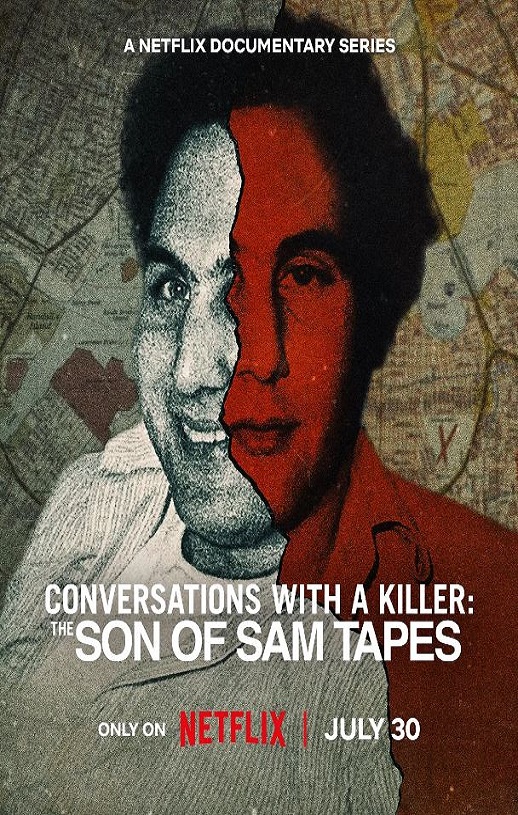 A NETFLIX DOCUMENTARY SERIES
CONVERSATIONS WITH A KILLER:
THE SON OF SAM TAPES
ONLY ON NETFLIX | JULY 30